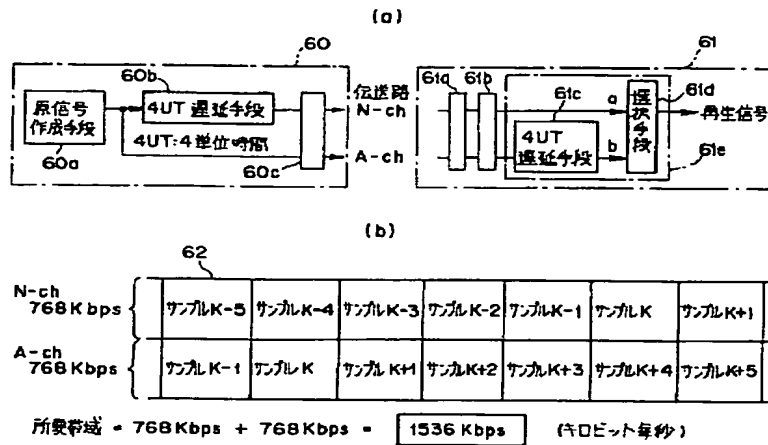 (a)
60
61
60b
伝送路
61a
61b
原信号
作成手段
4UT 遅延手段
N-ch
61c
a
選択手段
61d
再生信号
4UT:4単位時間
4UT
遅延手段
60a
60c
A-ch
b
61e
(b)
62
N-ch
768Kbps
サンプルK-5 サンプルK-4 サンプルK-3 サンプルK-2 サンプルK-1 サンプルK サンプルK+1
A-ch
768Kbps
サンプルK-1 サンプルK サンプルK+1 サンプルK+2 サンプルK+3 サンプルK+4 サンプルK+5
所要帯域 = 768Kbps + 768Kbps = 1536 Kbps (キロビット毎秒)